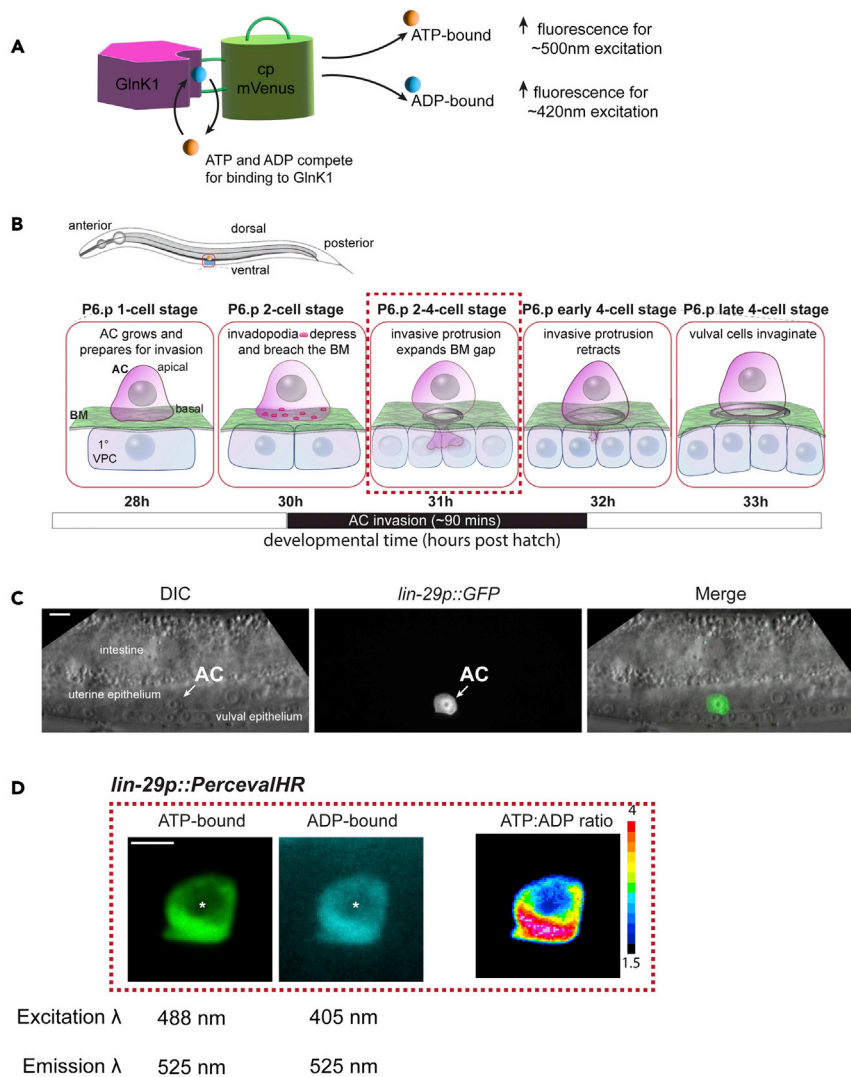 A
GlnK1
cp
mVenus
ATP-bound
fluorescence for
~500nm excitation
ADP-bound
fluorescence for
~420nm excitation
ATP and ADP compete
for binding to GlnK1
B
anterior
dorsal
posterior
ventral
P6.p 1-cell stage
AC grows and
prepares for invasion
AC
apical
BM
basal
1°
VPC
P6.p 2-cell stage
invadopodia depress
and breach the BM
P6.p 2-4-cell stage
invasive protrusion
expands BM gap
P6.p early 4-cell stage
invasive protrusion
retracts
P6.p late 4-cell stage
vulval cells invaginate
28h 30h 31h 32h 33h
AC invasion (~90 mins)
developmental time (hours post hatch)
C
DIC
lin-29p::GFP
Merge
intestine
AC
uterine epithelium
vulval epithelium
AC
D
lin-29p::PercevalHR
ATP-bound
ADP-bound
ATP:ADP ratio
4
*
*
1.5
Excitation λ 488 nm 405 nm
Emission λ 525 nm 525 nm